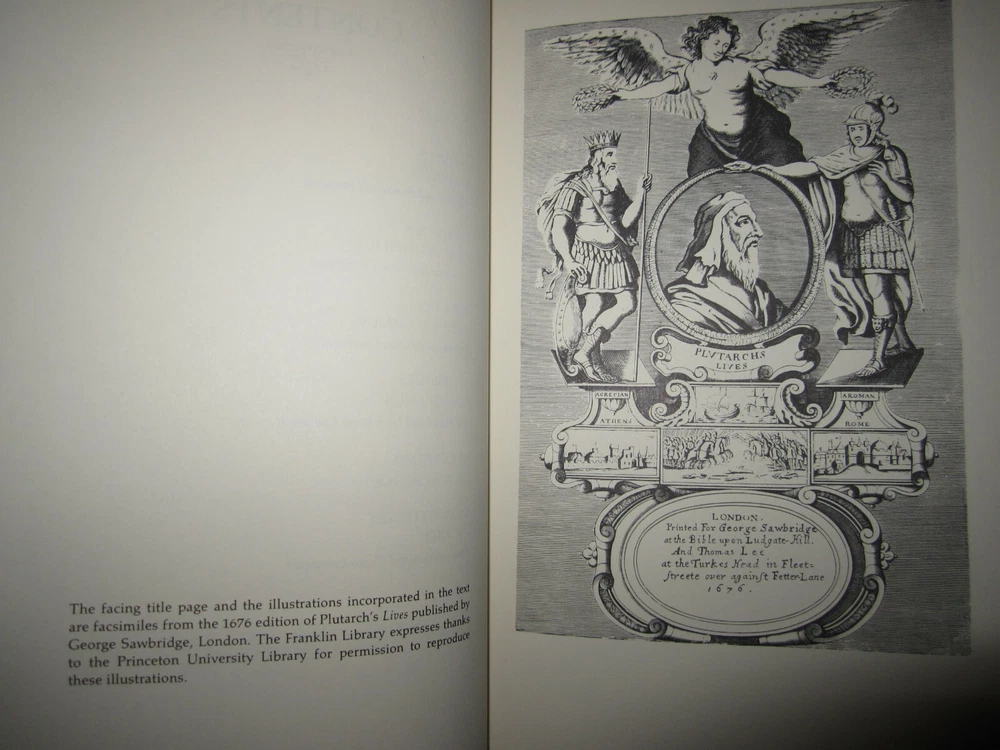 The facing title page and the illustrations incorporated in the text
are facsimiles from the 1676 edition of Plutarch's Lives published by
George Sawbridge, London. The Franklin Library expresses thanks
to the Princeton University Library for permission to reproduce
these illustrations.
PLVTARCHS
LIVES
AGRECIAN
ATHENS
AROMAN
ROME
LONDON.
Printed For George Sawbridge
at the Bible upon Ludgate-Hill.
And Thomas Lee
at the Turkes Head in Fleet-
streete over against Fetter-Lane
1676.